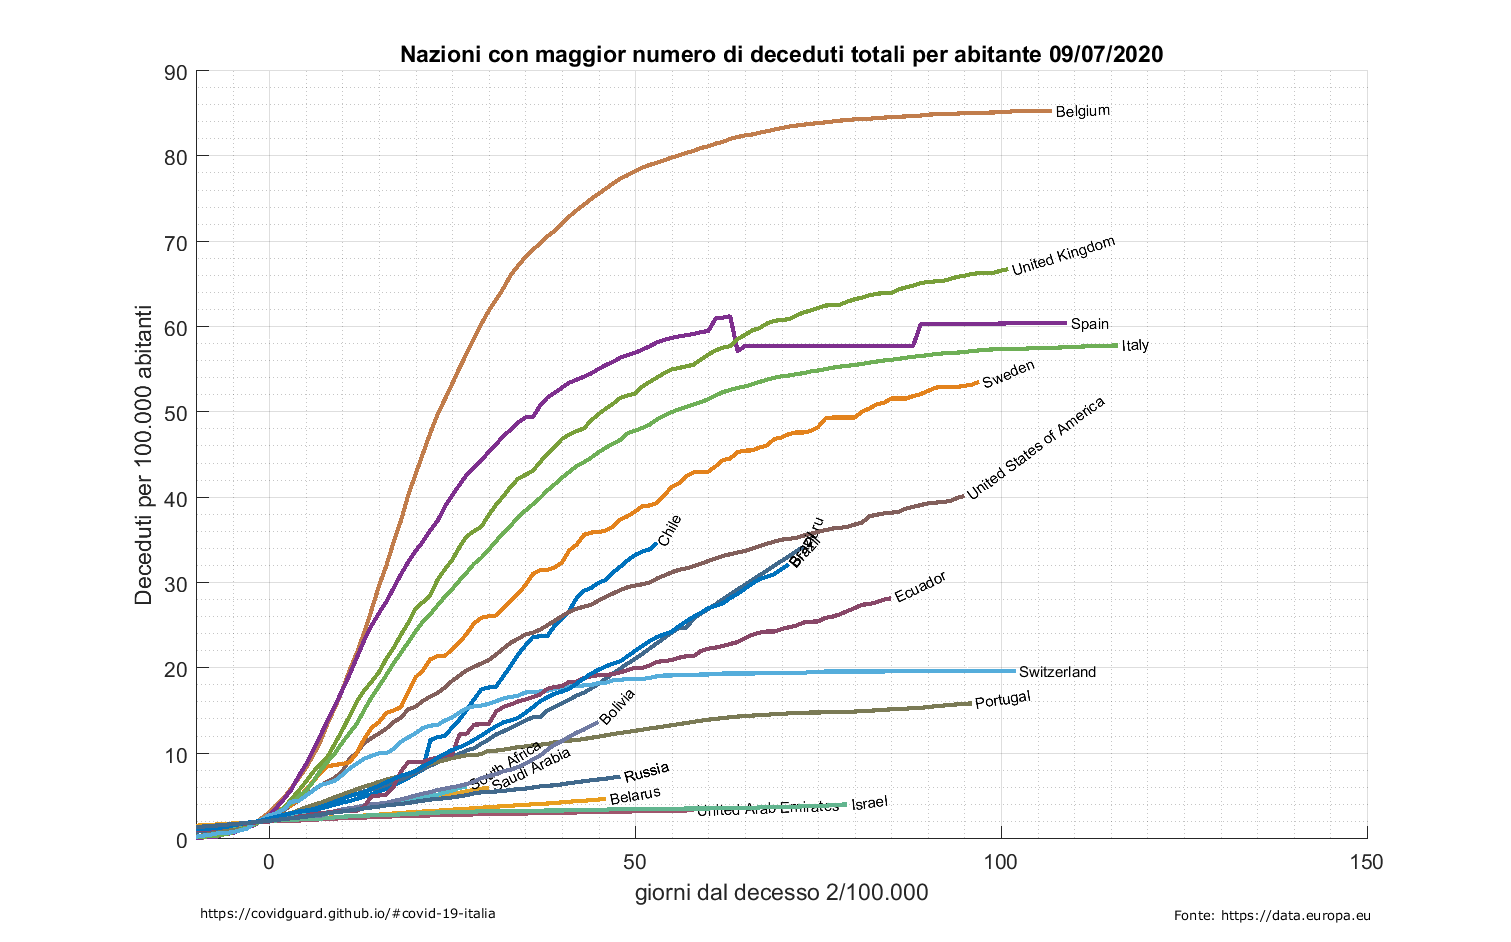 Nazioni con maggior numero di deceduti totali per abitante 09/07/2020
90
80
70
60
50
40
30
20
10
0
Deceduti per 100.000 abitanti
Belgium
United Kingdom
Spain
Italy
Sweden
United States of America
Chile
Brazil
Ecuador
Switzerland
Portugal
Bolivia
South Africa
Saudi Arabia
Russia
Belarus
United Arab Emirates
Israel
0
50
100
150
giorni dal decesso 2/100.000
https://covidguard.github.io/#covid-19-italia
Fonte: https://data.europa.eu